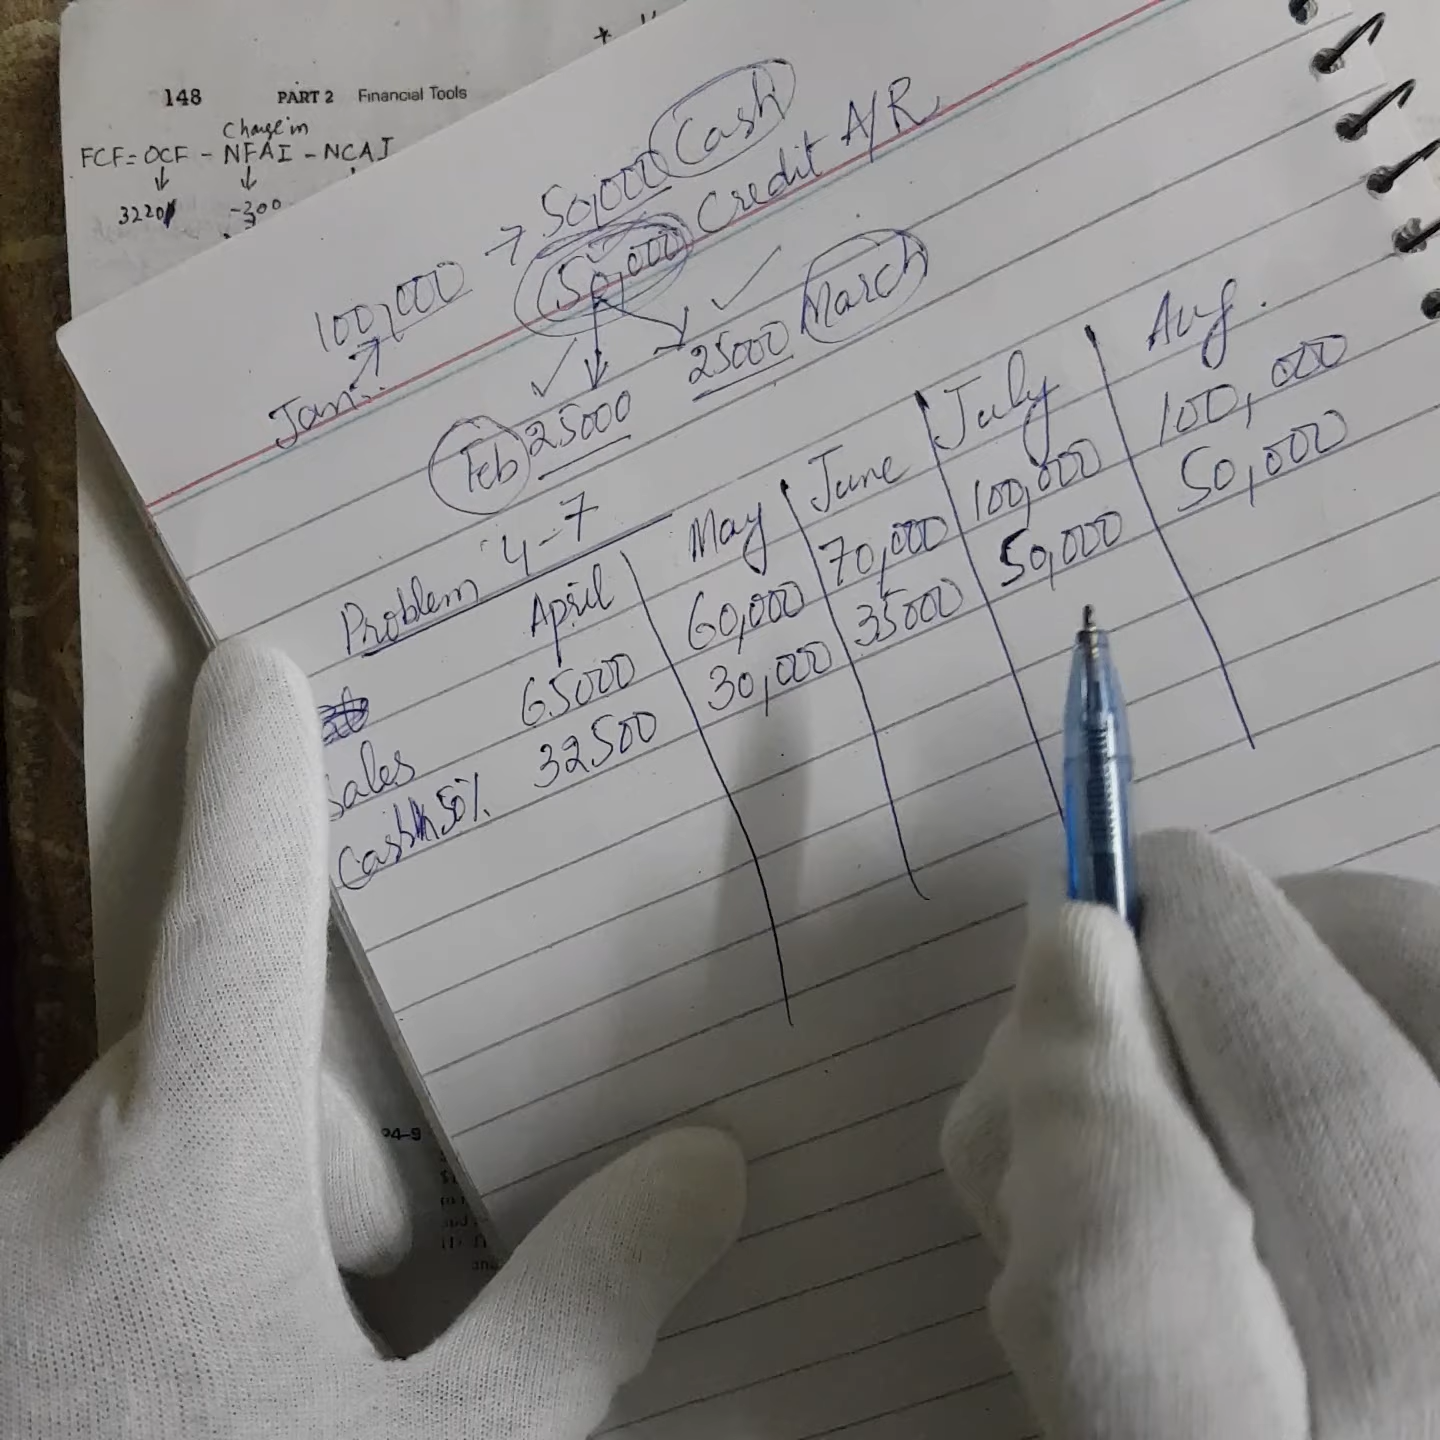 148 PART 2 Financial Tools
Change in
FCF = OCF - NFAI - NCAI
3220 -300
100,000 → 50,000 Cash
50,000 Credit A/R
Jan.
Feb 25000 25000 March
Problem 4-7
April May June July Aug.
Sales 65000 60,000 70,000 100,000 100,000
Cash 50% 32500 30,000 35000 50,000 50,000
P4-9